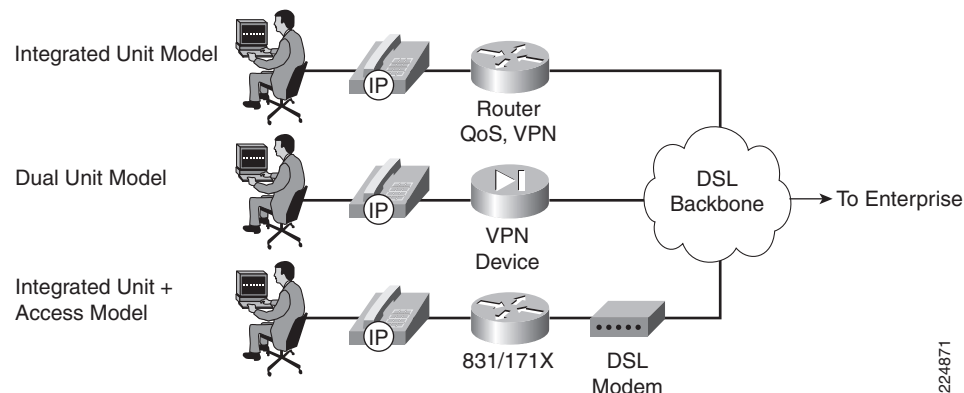 Integrated Unit Model
IP
Router
QoS, VPN
Dual Unit Model
IP
VPN
Device
DSL
Backbone
To Enterprise
Integrated Unit +
Access Model
IP
831/171X
DSL
Modem
224871